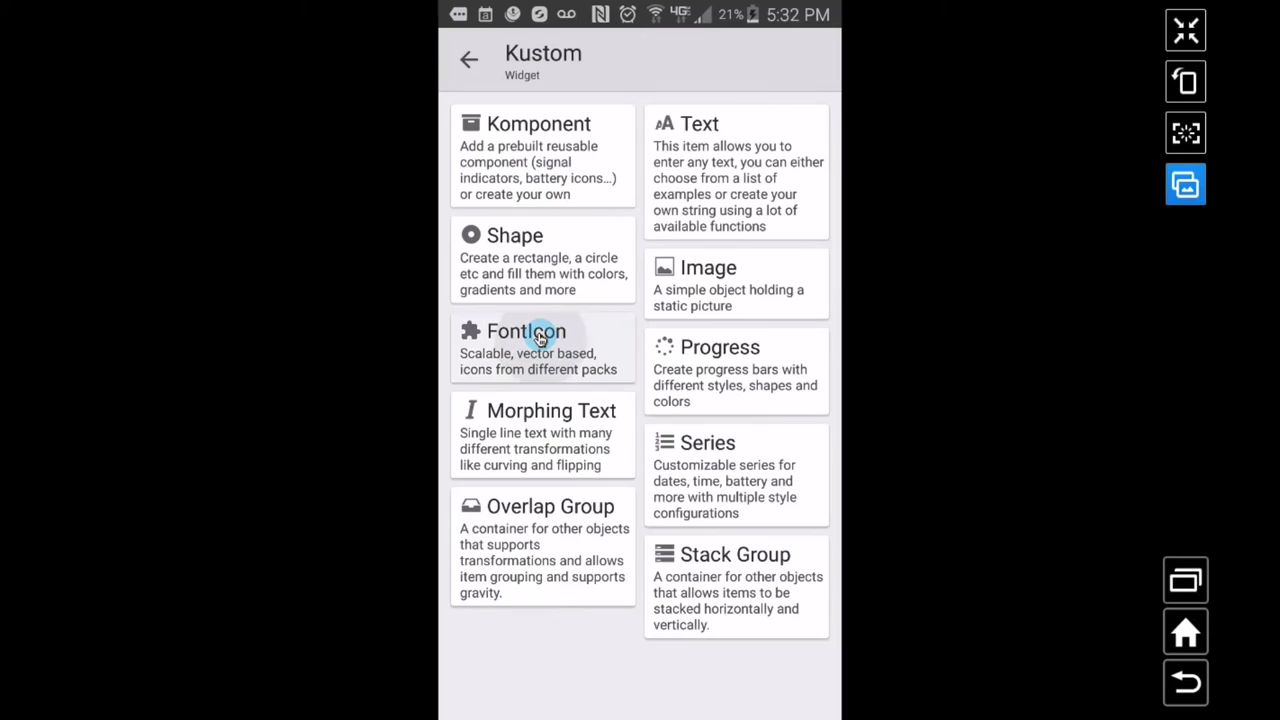 4G 21% 5:32 PM
Kustom
Widget
Komponent
Add a prebuilt reusable
component (signal
indicators, battery icons...)
or create your own
Shape
Create a rectangle, a circle
etc and fill them with colors,
gradients and more
FontIcon
Scalable, vector based,
icons from different packs
Morphing Text
Single line text with many
different transformations
like curving and flipping
Overlap Group
A container for other objects
that supports
transformations and allows
item grouping and supports
gravity.
AA Text
This item allows you to
enter any text, you can either
choose from a list of
examples or create your
own string using a lot of
available functions
Image
A simple object holding a
static picture
Progress
Create progress bars with
different styles, shapes and
colors
Series
Customizable series for
dates, time, battery and
more with multiple style
configurations
Stack Group
A container for other objects
that allows items to be
stacked horizontally and
vertically.